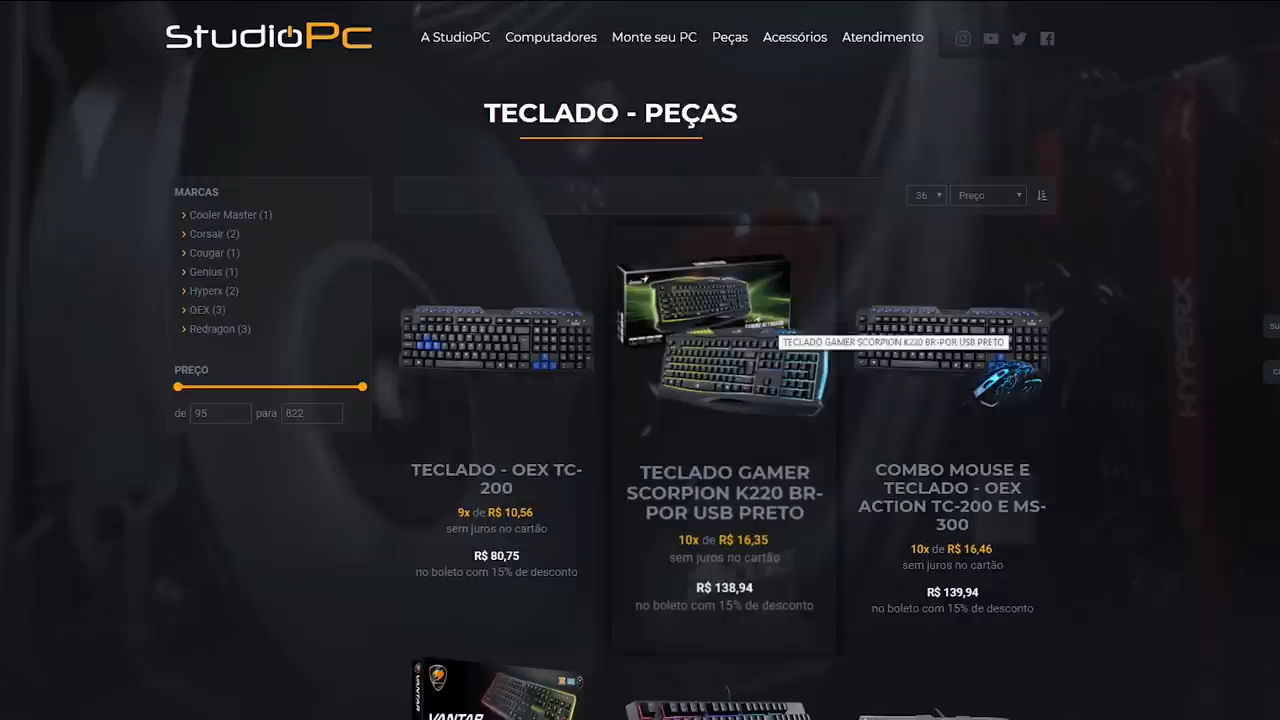 StudioPc
A StudioPC Computadores Monte seu PC Peças Acessórios Atendimento
TECLADO - PEÇAS
MARCAS
Cooler Master (1)
Corsair (2)
Cougar (1)
Genius (1)
Hyperx (2)
OEX (3)
Redragon (3)
PREÇO
de 95 para 822
36 Preço
TECLADO GAMER SCORPION K220 BR-POR USB PRETO
HYPERX
TECLADO - OEX TC-
200
9x de R$ 10,56
sem juros no cartão
R$ 80,75
no boleto com 15% de desconto
TECLADO GAMER
SCORPION K220 BR-
POR USB PRETO
10x de R$ 16,35
sem juros no cartão
R$ 138,94
no boleto com 15% de desconto
COMBO MOUSE E
TECLADO - OEX
ACTION TC-200 E MS-
300
10x de R$ 16,46
sem juros no cartão
R$ 139,94
no boleto com 15% de desconto
VANTAR